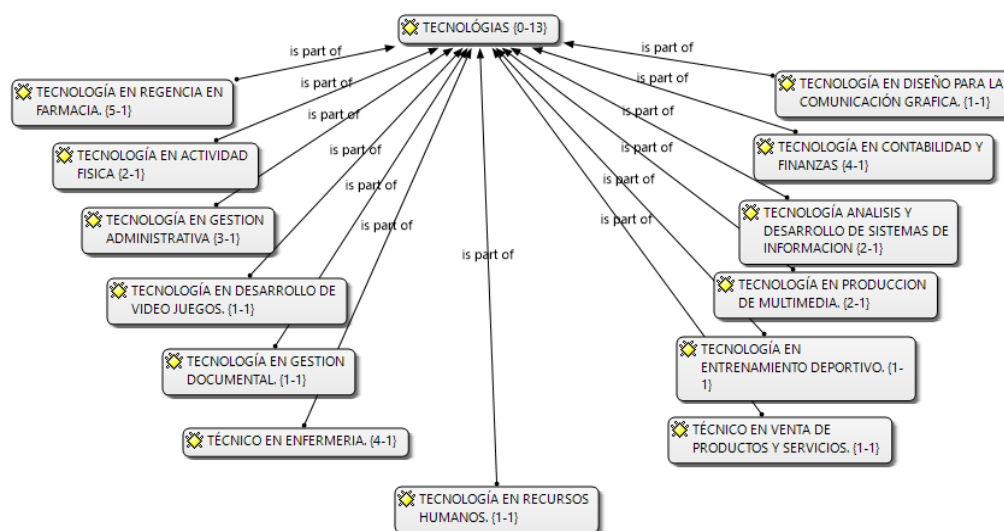 TECNOLÓGIAS {0-13}
is part of
is part of
is part of
is part of
is part of
is part of
is part of
is part of
is part of
is part of
is part of
is part of
is part of
TECNOLOGÍA EN REGENCIA EN
FARMACIA. {5-1}
TECNOLOGÍA EN DISEÑO PARA LA
COMUNICACIÓN GRAFICA. {1-1}
TECNOLOGÍA EN ACTIVIDAD
FISICA {2-1}
TECNOLOGÍA EN CONTABILIDAD Y
FINANZAS {4-1}
TECNOLOGÍA EN GESTION
ADMINISTRATIVA {3-1}
TECNOLOGÍA ANALISIS Y
DESARROLLO DE SISTEMAS DE
INFORMACION {2-1}
TECNOLOGÍA EN DESARROLLO DE
VIDEO JUEGOS. {1-1}
TECNOLOGÍA EN PRODUCCION
DE MULTIMEDIA. {2-1}
TECNOLOGÍA EN GESTION
DOCUMENTAL. {1-1}
TECNOLOGÍA EN
ENTRENAMIENTO DEPORTIVO. {1-
1}
TÉCNICO EN ENFERMERIA. {4-1}
TÉCNICO EN VENTA DE
PRODUCTOS Y SERVICIOS. {1-1}
TECNOLOGÍA EN RECURSOS
HUMANOS. {1-1}